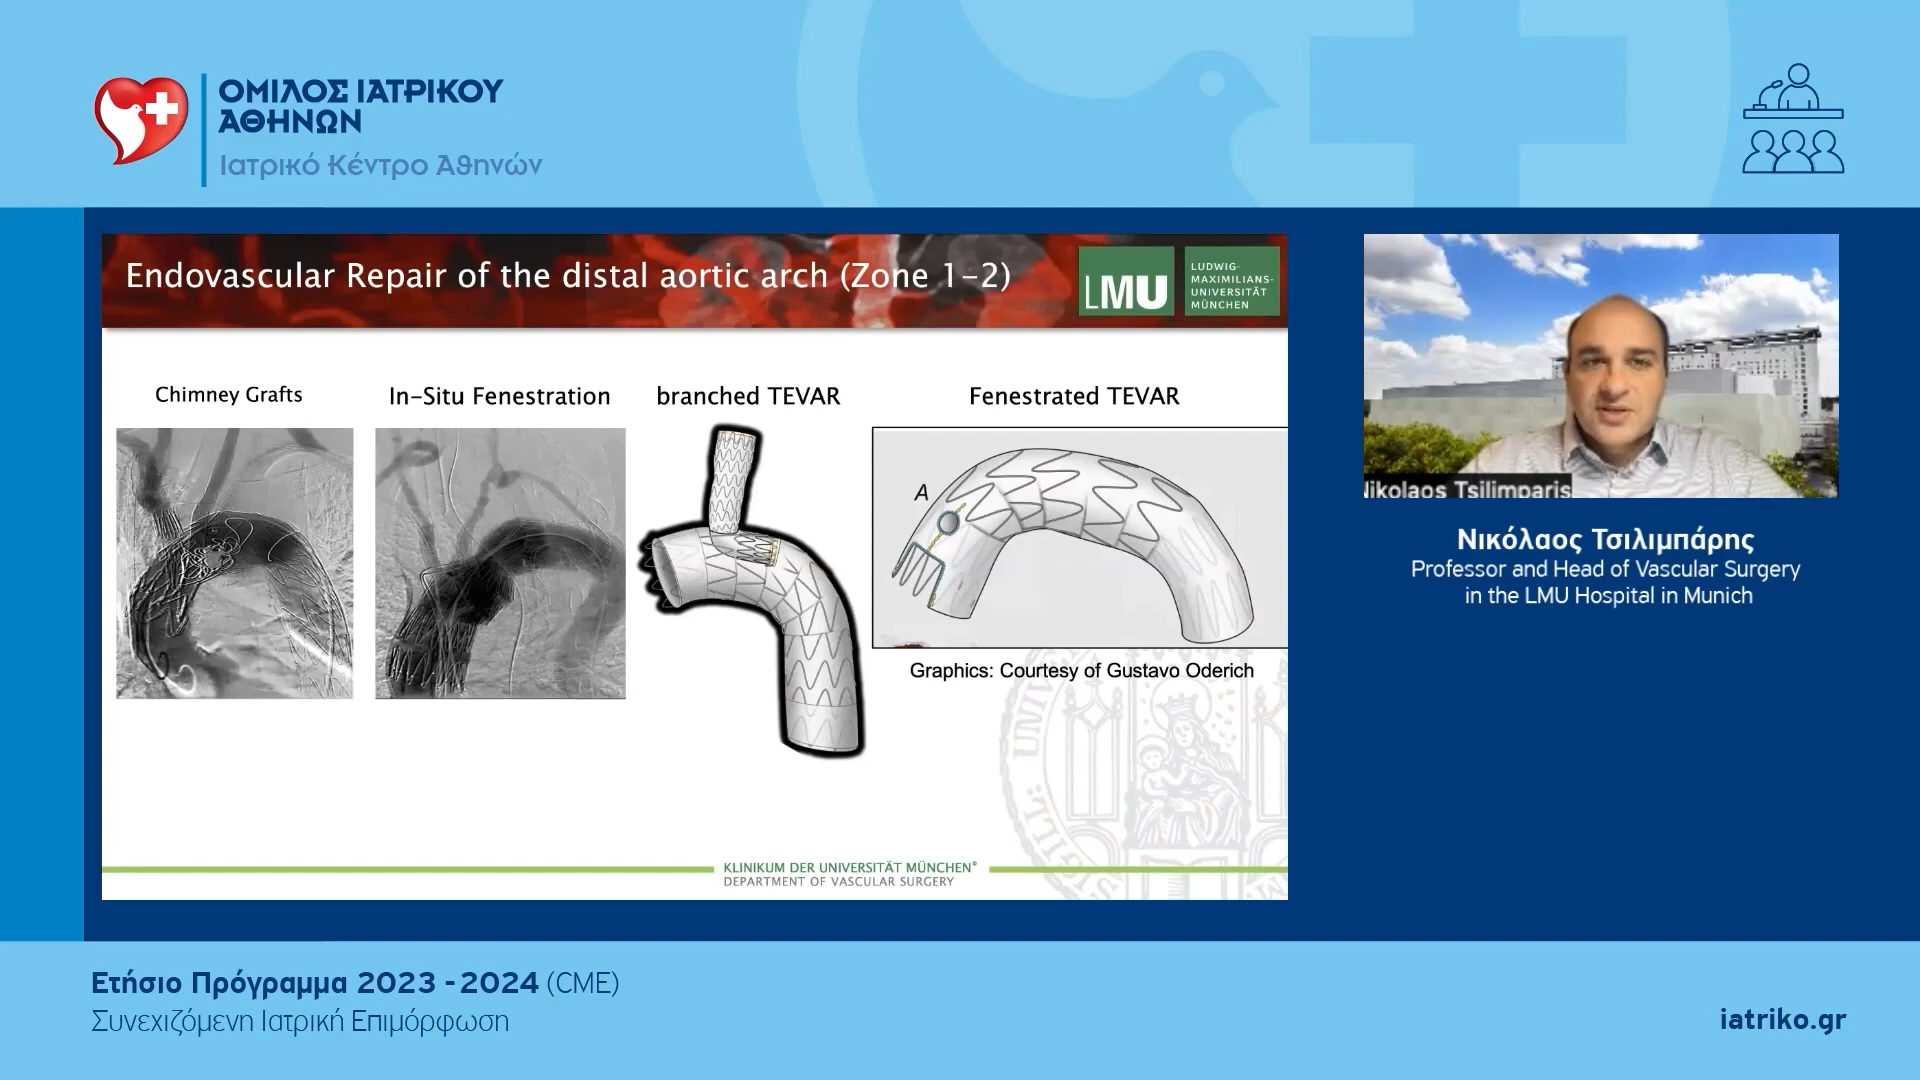 ΟΜΙΛΟΣ ΙΑΤΡΙΚΟΥ
ΑΘΗΝΩΝ
Ιατρικό Κέντρο Αθηνών
Endovascular Repair of the distal aortic arch (Zone 1-2)
LMU
LUDWIG-
MAXIMILIANS-
UNIVERSITÄT
MÜNCHEN
Chimney Grafts
In-Situ Fenestration
branched TEVAR
Fenestrated TEVAR
A
Graphics: Courtesy of Gustavo Oderich
KLINIKUM DER UNIVERSITÄT MÜNCHEN®
DEPARTMENT OF VASCULAR SURGERY
Nikolaos Tsilimparis
Νικόλαος Τσιλιμπάρης
Professor and Head of Vascular Surgery
in the LMU Hospital in Munich
Ετήσιο Πρόγραμμα 2023 - 2024 (CME)
Συνεχιζόμενη Ιατρική Επιμόρφωση
iatriko.gr